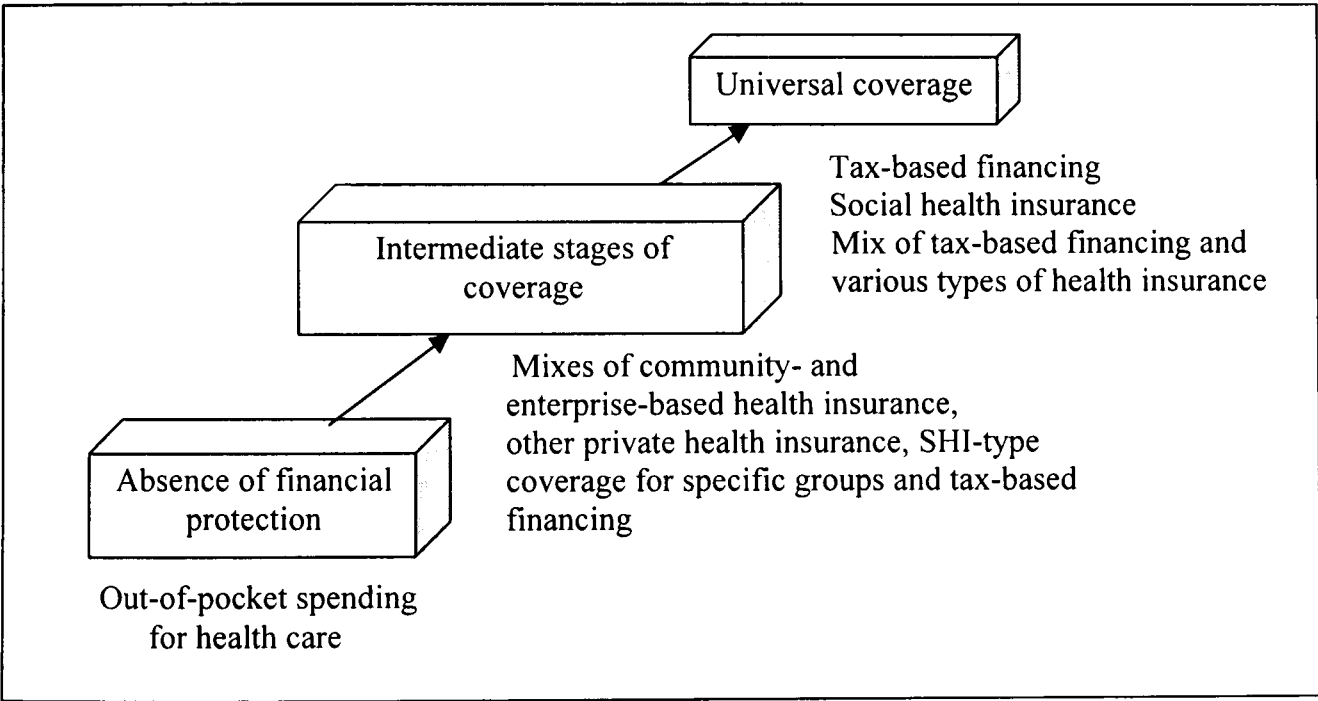 Universal coverage
Tax-based financing
Social health insurance
Mix of tax-based financing and
various types of health insurance
Intermediate stages of
coverage
Mixes of community- and
enterprise-based health insurance,
other private health insurance, SHI-type
coverage for specific groups and tax-based
financing
Absence of financial
protection
Out-of-pocket spending
for health care